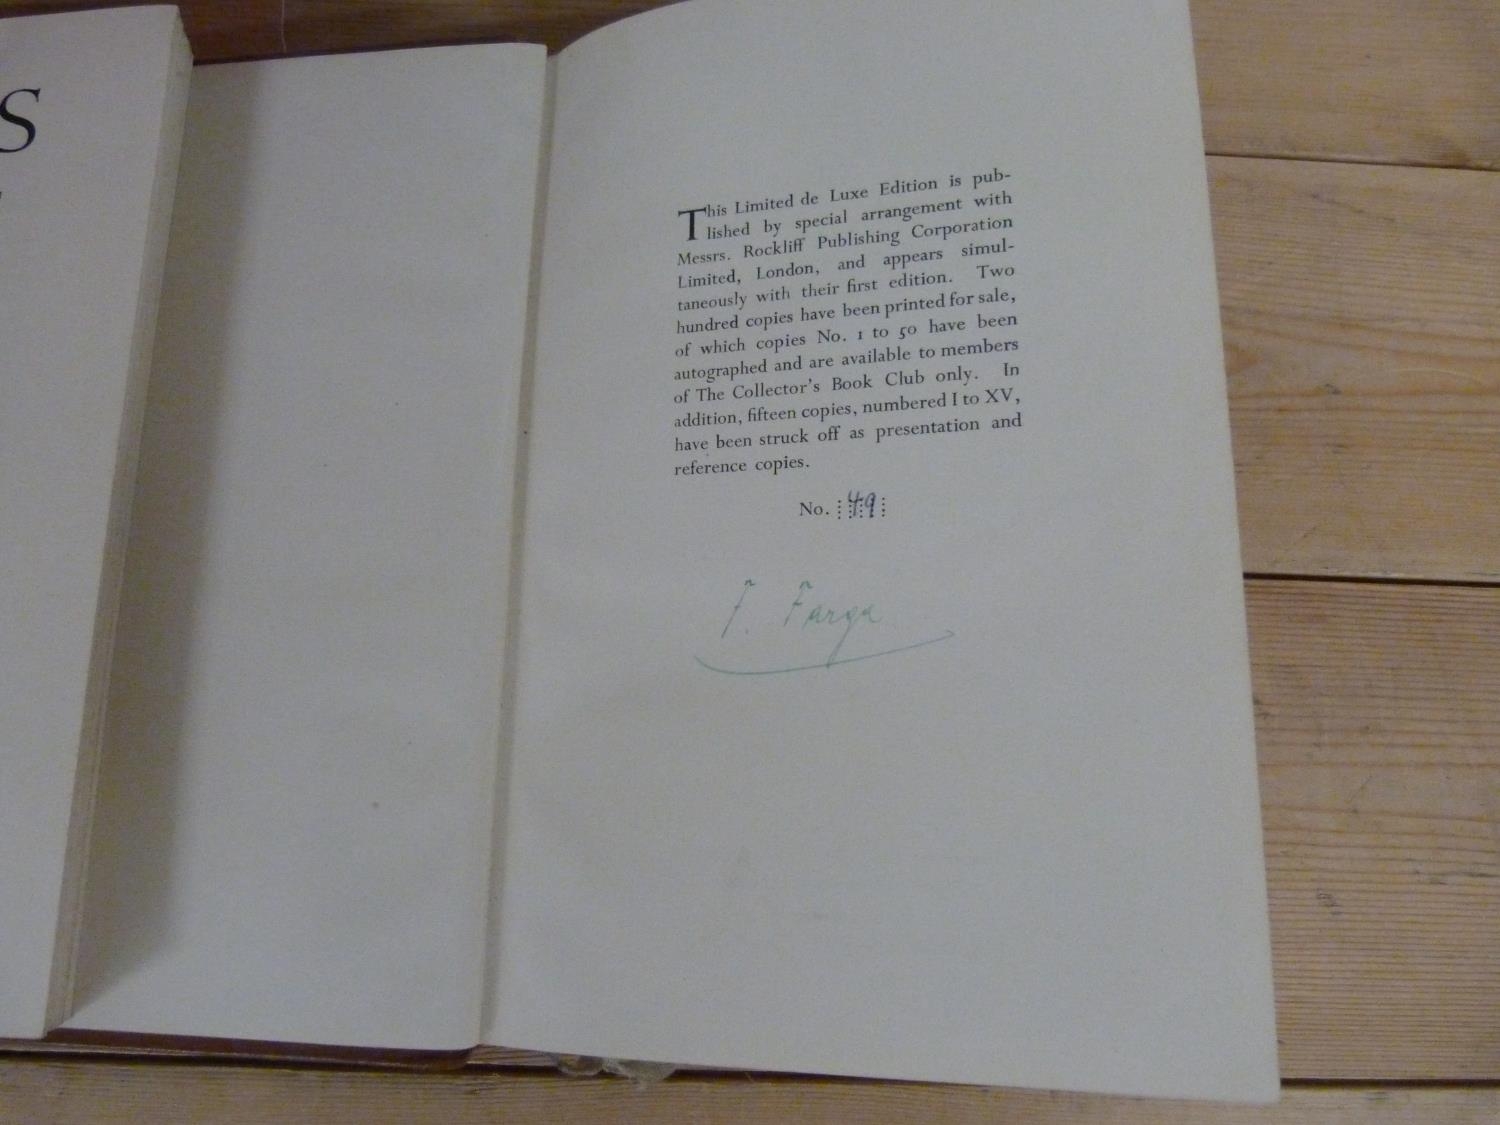 S
This Limited de Luxe Edition is pub-
lished by special arrangement with
Messrs. Rockliff Publishing Corporation
Limited, London, and appears simul-
taneously with their first edition. Two
hundred copies have been printed for sale,
of which copies No. 1 to 50 have been
autographed and are available to members
of The Collector's Book Club only. In
addition, fifteen copies, numbered I to XV,
have been struck off as presentation and
reference copies.
No. 49
F. Farga